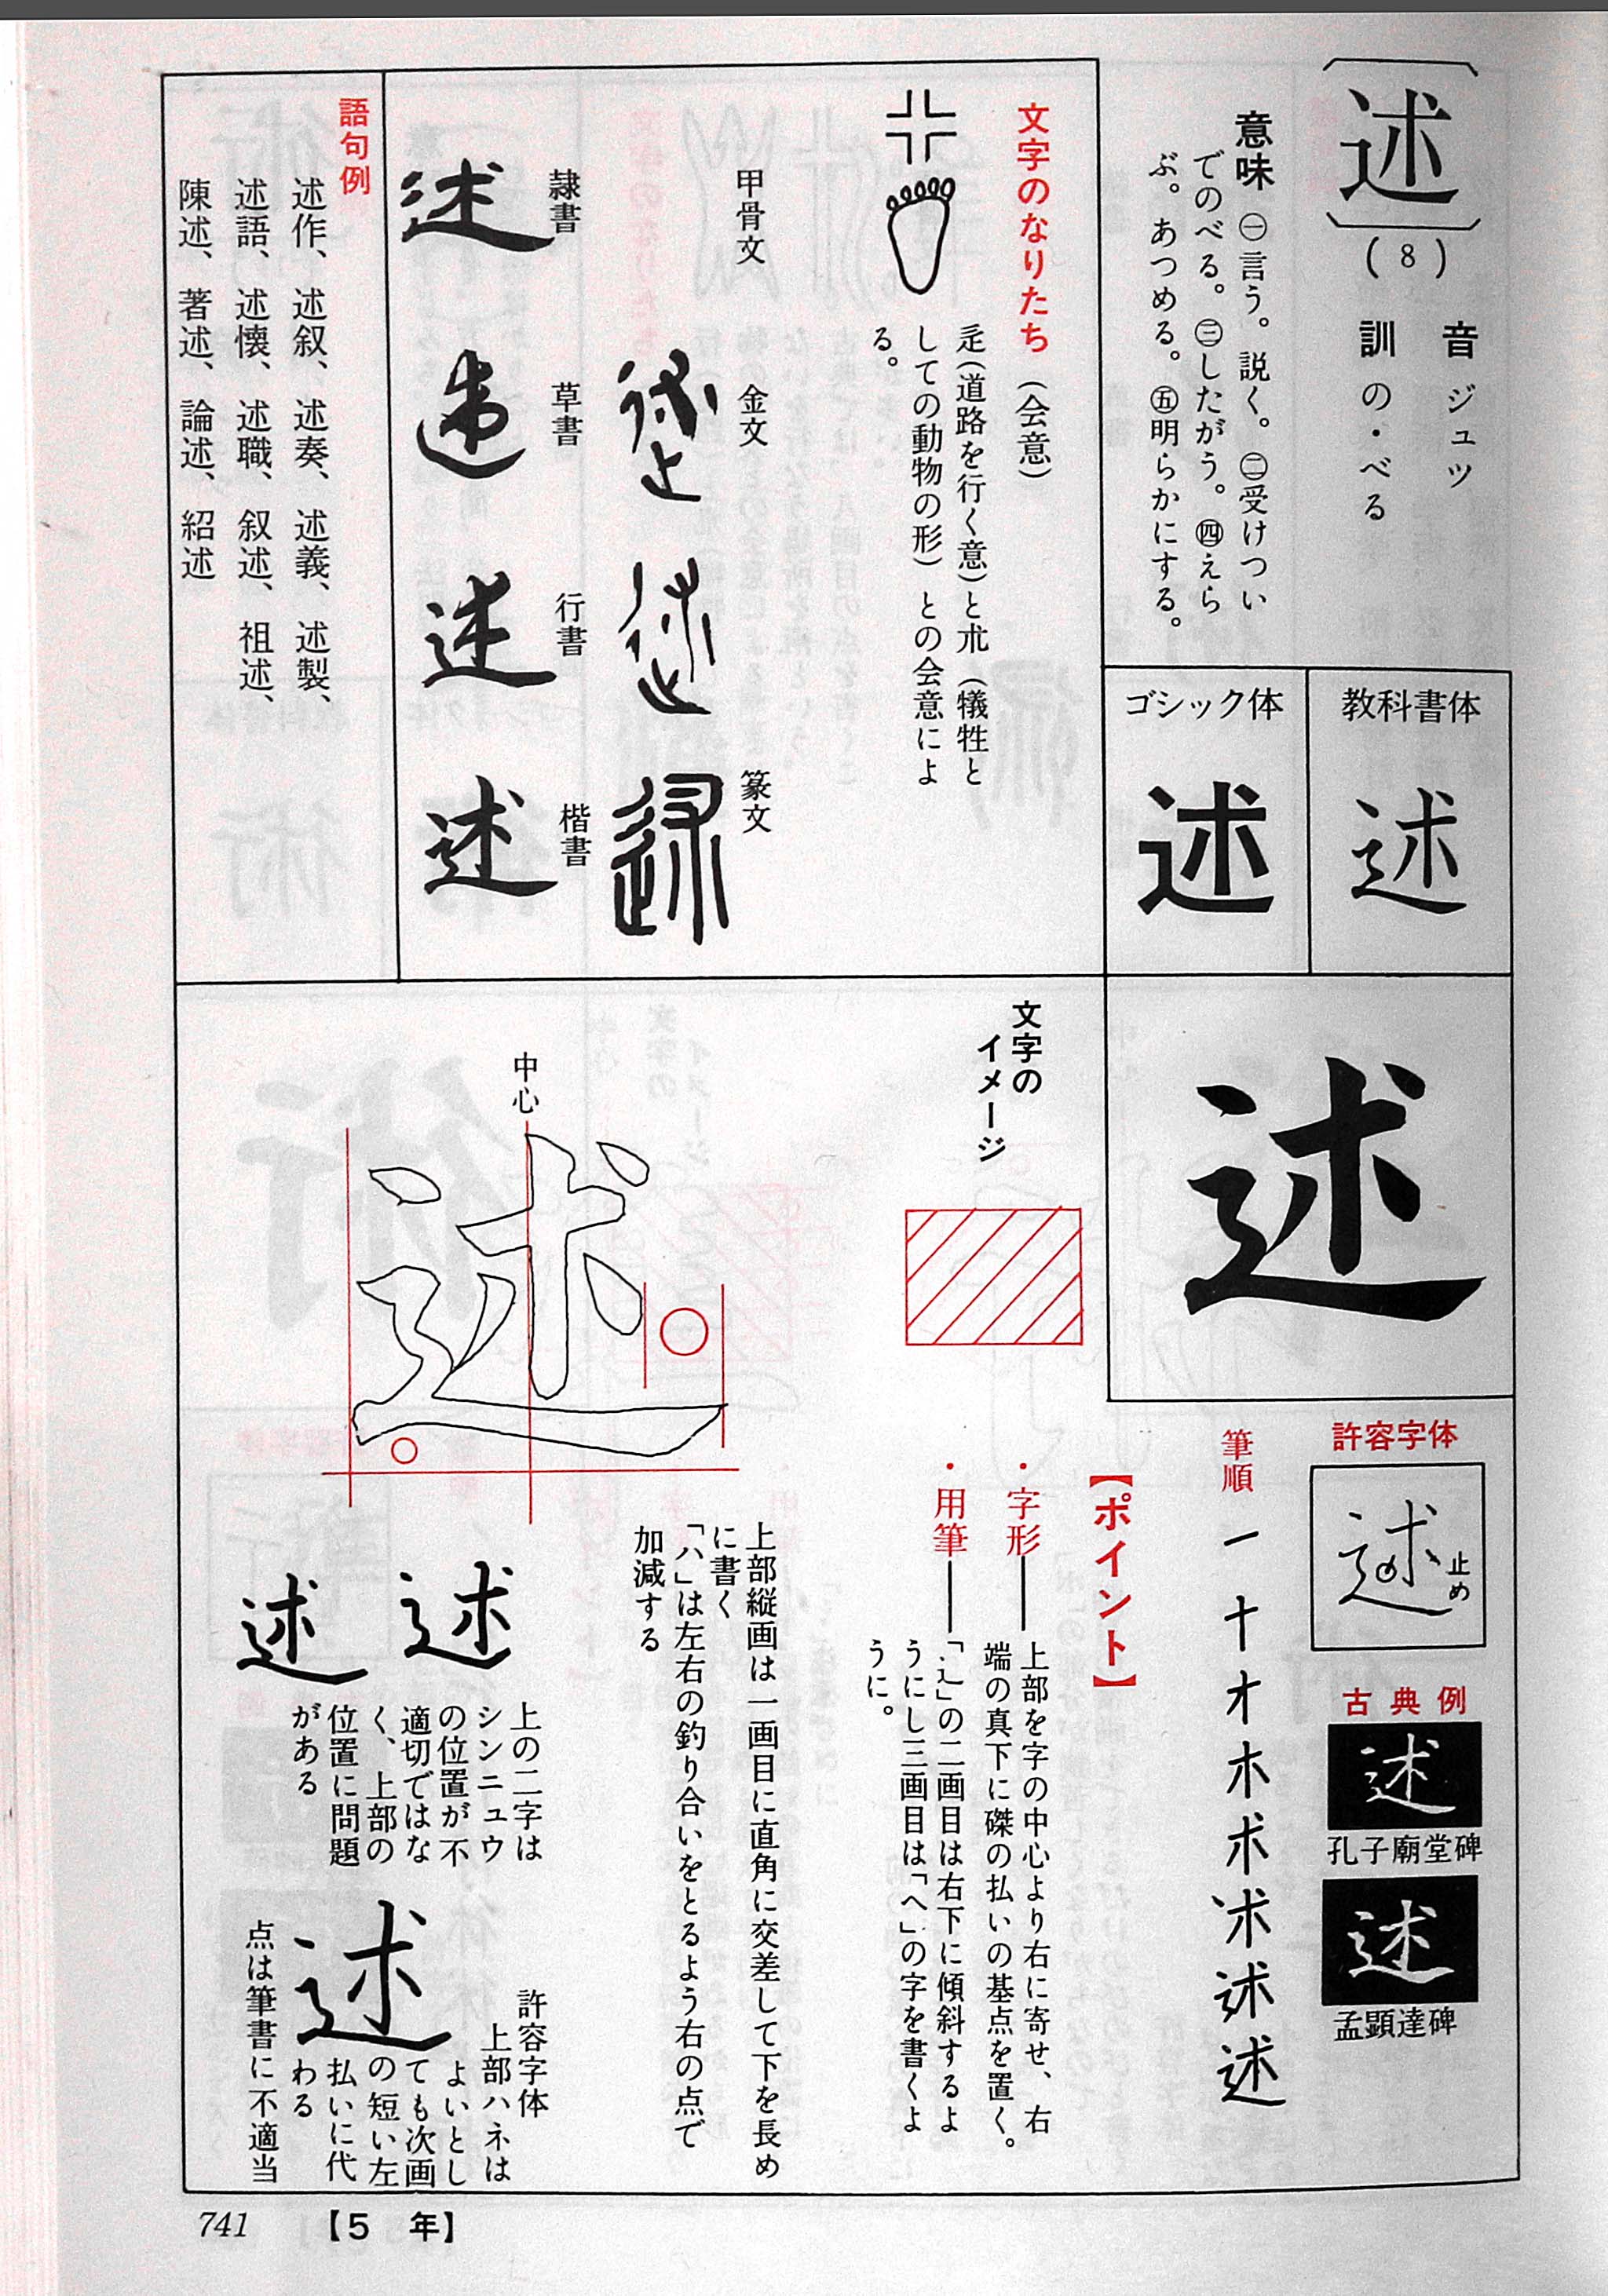 〔述〕(8)
音 ジュツ
訓 の・べる
意味 ㊀言う。説く。㊁受けつい
でのべる。㊂したがう。㊃えら
ぶ。あつめる。㊄明らかにする。
教科書体
述
ゴシック体
述
文字のなりたち (会意)
辵(道路を行く意)と朮(犠牲と
しての動物の形)との会意によ
る。
甲骨文
金文
篆文
隷書
述
草書
述
行書
述
楷書
述
語句例
述作、述叙、述奏、述義、述製、
述語、述懐、述職、叙述、祖述、
陳述、著述、論述、紹述
述
許容字体
述
止め
古典例
述
孔子廟堂碑
述
孟顕達碑
筆順
文字の
イメージ
中心
述
【ポイント】
・字形――上部を字の中心より右に寄せ、右
端の真下に磔の払いの基点を置く。
・用筆――「辶」の二画目は右下に傾斜するよ
うにし三画目は「へ」の字を書くよ
うに。
上部縦画は一画目に直角に交差して下を長め
に書く
「ハ」は左右の釣り合いをとるよう右の点で
加減する
述
述
上の二字は
シンニュウ
の位置が不
適切ではな
く、上部の
位置に問題
がある
許容字体
上部ハネは
よいとし
ても次画
の短い左
払いに代
わる
点は筆書に不適当
述
741 【5 年】